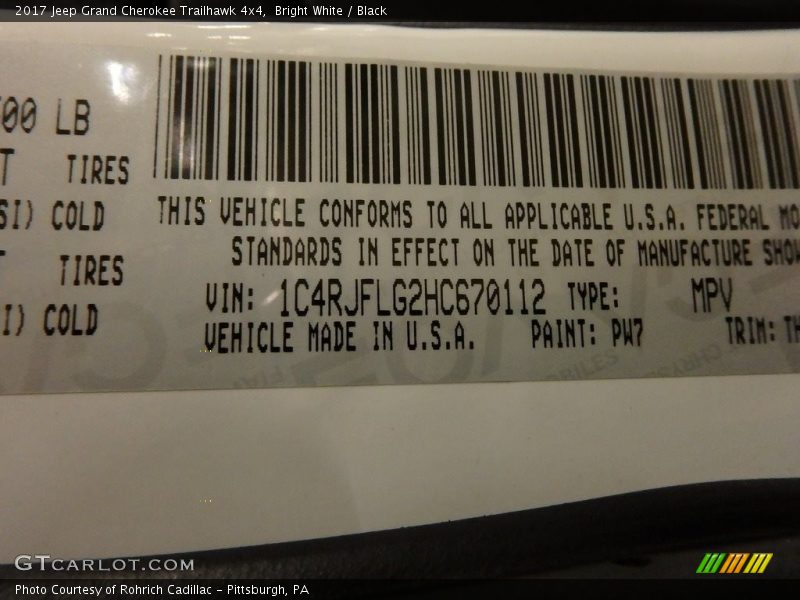 2017 Jeep Grand Cherokee Trailhawk 4x4, Bright White / Black
00 LB
TIRES
SI) COLD
TIRES
I) COLD
THIS VEHICLE CONFORMS TO ALL APPLICABLE U.S.A. FEDERAL MO
STANDARDS IN EFFECT ON THE DATE OF MANUFACTURE SHOW
VIN: 1C4RJFLG2HC670112 TYPE: MPV
VEHICLE MADE IN U.S.A. PAINT: PW7 TRIM: TH
GTCARLOT.COM
Photo Courtesy of Rohrich Cadillac - Pittsburgh, PA